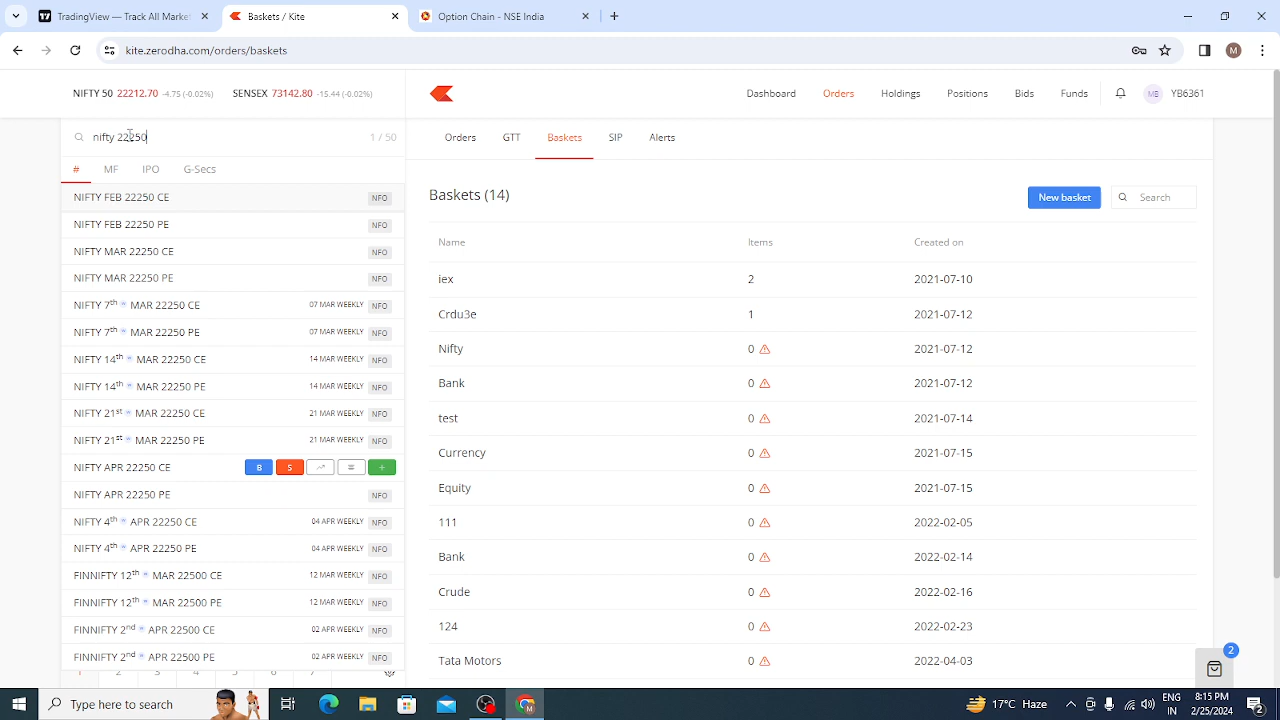 TradingView — Track All Market
Baskets / Kite
Option Chain - NSE India
kite.zerodha.com/orders/baskets
M
NIFTY 50 22212.70 -4.75 (-0.02%) SENSEX 73142.80 -15.44 (-0.02%)
Dashboard Orders Holdings Positions Bids Funds ME YB6361
nifty 22250 1 / 50
Orders GTT Baskets SIP Alerts
# MF IPO G-Secs
Baskets (14) New basket Search
Name Items Created on
NIFTY FEB 22250 CE NFO
NIFTY FEB 22250 PE NFO
NIFTY MAR 22250 CE NFO
NIFTY MAR 22250 PE NFO
NIFTY 7th w MAR 22250 CE 07 MAR WEEKLY NFO
NIFTY 7th w MAR 22250 PE 07 MAR WEEKLY NFO
NIFTY 14th w MAR 22250 CE 14 MAR WEEKLY NFO
NIFTY 14th w MAR 22250 PE 14 MAR WEEKLY NFO
NIFTY 21st w MAR 22250 CE 21 MAR WEEKLY NFO
NIFTY 21st w MAR 22250 PE 21 MAR WEEKLY NFO
NIFTY APR 22250 CE B S +
NIFTY APR 22250 PE NFO
NIFTY 4th w APR 22250 CE 04 APR WEEKLY NFO
NIFTY 4th w APR 22250 PE 04 APR WEEKLY NFO
FINNIFTY 12th w MAR 22500 CE 12 MAR WEEKLY NFO
FINNIFTY 12th w MAR 22500 PE 12 MAR WEEKLY NFO
FINNIFTY 2nd w APR 22500 CE 02 APR WEEKLY NFO
FINNIFTY 2nd w APR 22500 PE 02 APR WEEKLY NFO
iex 2 2021-07-10
Crdu3e 1 2021-07-12
Nifty 0 2021-07-12
Bank 0 2021-07-12
test 0 2021-07-14
Currency 0 2021-07-15
Equity 0 2021-07-15
111 0 2022-02-05
Bank 0 2022-02-14
Crude 0 2022-02-16
124 0 2022-02-23
Tata Motors 0 2022-04-03
2
Type here to search
17°C Haze
ENG
IN
8:15 PM
2/25/2024
2